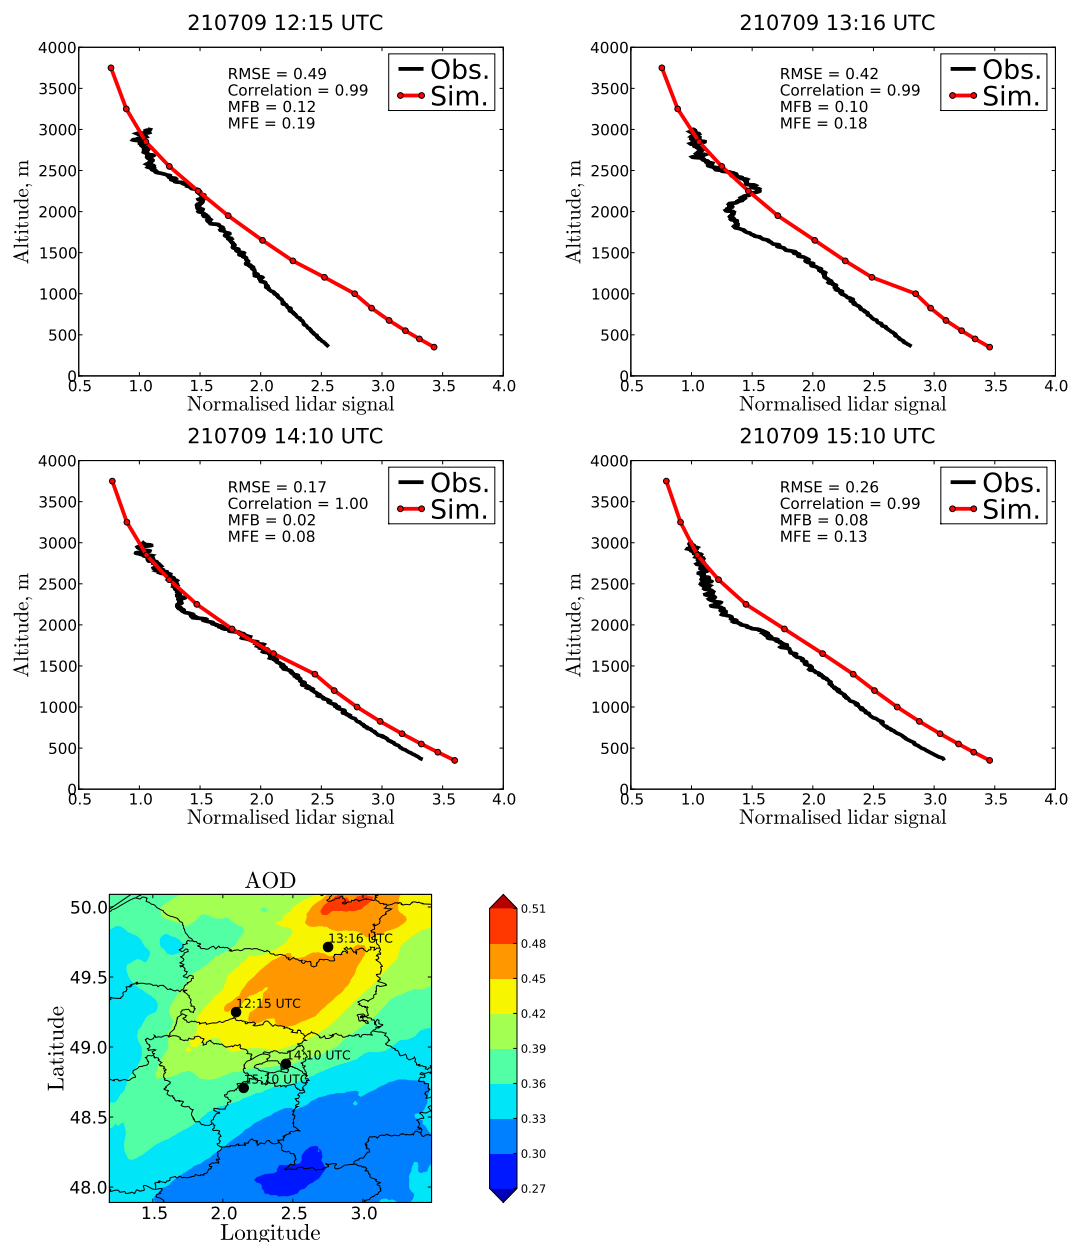 210709 12:15 UTC
4000
3500
3000
2500
2000
1500
1000
500
0
Altitude, m
RMSE = 0.49
Correlation = 0.99
MFB = 0.12
MFE = 0.19
Obs.
Sim.
0.5 1.0 1.5 2.0 2.5 3.0 3.5 4.0
Normalised lidar signal
210709 13:16 UTC
4000
3500
3000
2500
2000
1500
1000
500
0
Altitude, m
RMSE = 0.42
Correlation = 0.99
MFB = 0.10
MFE = 0.18
Obs.
Sim.
0.5 1.0 1.5 2.0 2.5 3.0 3.5 4.0
Normalised lidar signal
210709 14:10 UTC
4000
3500
3000
2500
2000
1500
1000
500
0
Altitude, m
RMSE = 0.17
Correlation = 1.00
MFB = 0.02
MFE = 0.08
Obs.
Sim.
0.5 1.0 1.5 2.0 2.5 3.0 3.5 4.0
Normalised lidar signal
210709 15:10 UTC
4000
3500
3000
2500
2000
1500
1000
500
0
Altitude, m
RMSE = 0.26
Correlation = 0.99
MFB = 0.08
MFE = 0.13
Obs.
Sim.
0.5 1.0 1.5 2.0 2.5 3.0 3.5 4.0
Normalised lidar signal
AOD
50.0
49.5
49.0
48.5
48.0
Latitude
13:16 UTC
12:15 UTC
14:10 UTC
15:10 UTC
1.5 2.0 2.5 3.0
Longitude
0.51
0.48
0.45
0.42
0.39
0.36
0.33
0.30
0.27